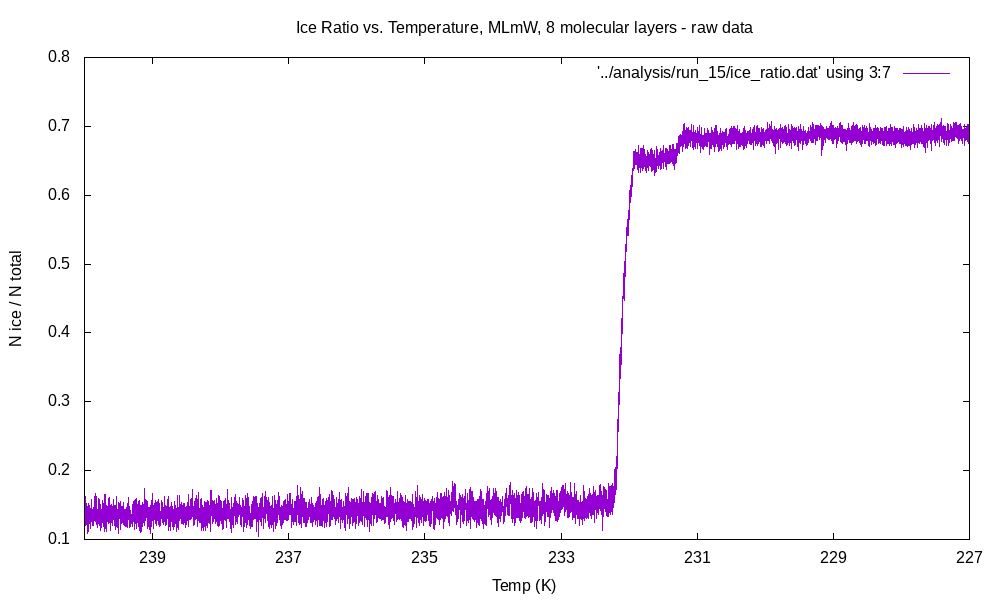 Ice Ratio vs. Temperature, MLmW, 8 molecular layers - raw data
'../analysis/run_15/ice_ratio.dat' using 3:7
0.8
0.7
0.6
0.5
0.4
0.3
0.2
0.1
N ice / N total
239 237 235 233 231 229 227
Temp (K)